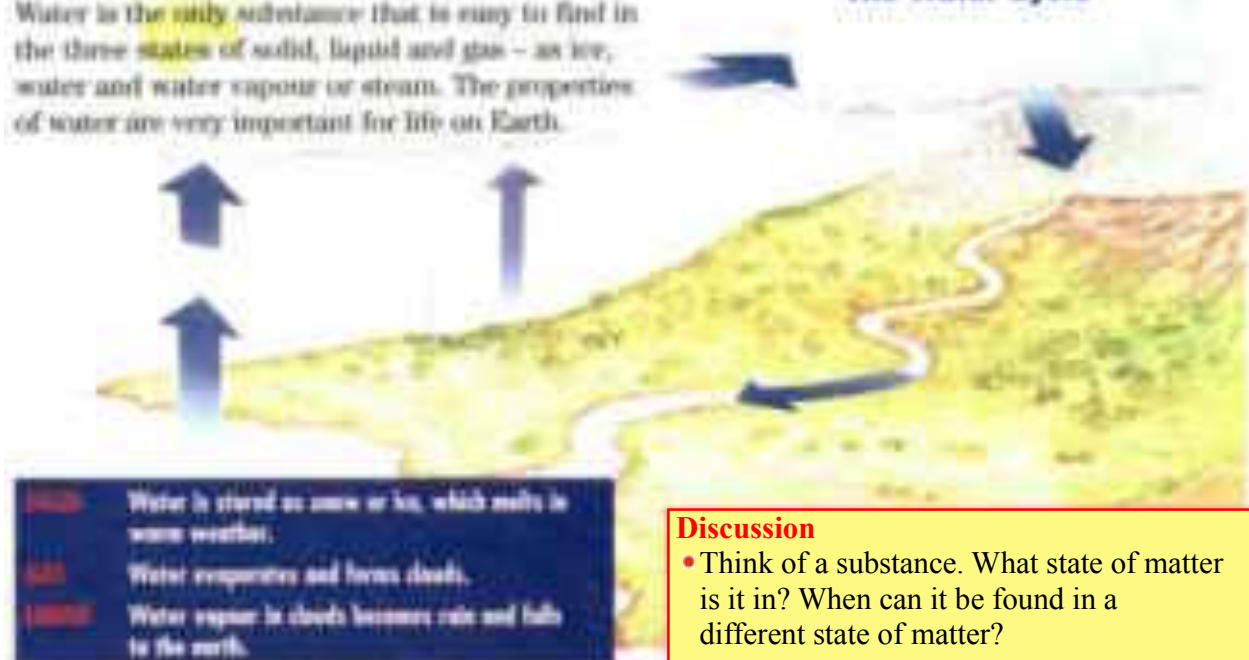 Water is the only substance that is easy to find in
the three states of solid, liquid and gas – as ice,
water and water vapour or steam. The properties
of water are very important for life on Earth.
Water is stored as snow or ice, which melts in
warm weather.
Water evaporates and forms clouds.
Water vapour in clouds becomes rain and falls
to the earth.
Discussion
• Think of a substance. What state of matter
is it in? When can it be found in a
different state of matter?